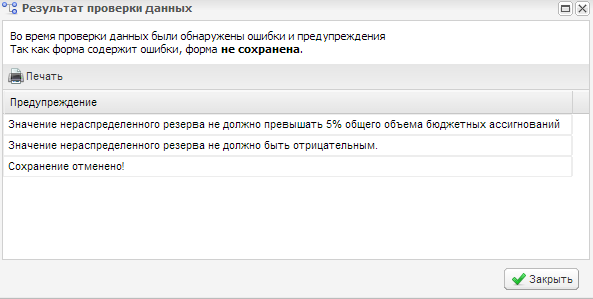 Результат проверки данных
Во время проверки данных были обнаружены ошибки и предупреждения
Так как форма содержит ошибки, форма не сохранена.
Печать
Предупреждение
Значение нераспределенного резерва не должно превышать 5% общего объема бюджетных ассигнований
Значение нераспределенного резерва не должно быть отрицательным.
Сохранение отменено!
Закрыть